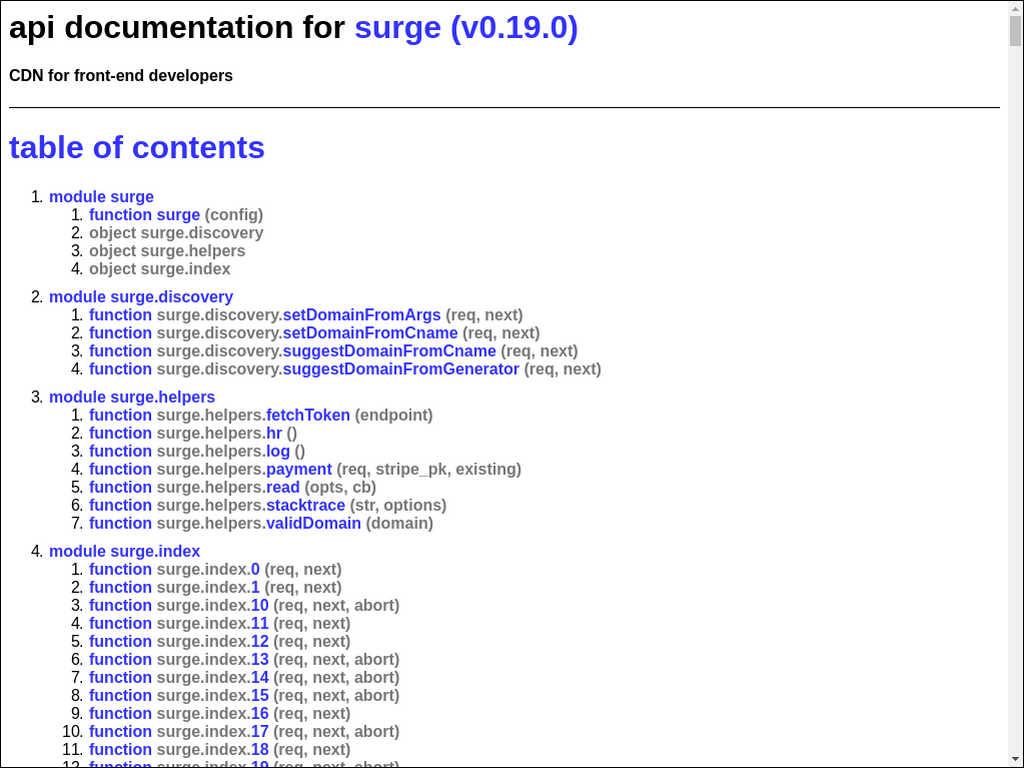 api documentation for surge (v0.19.0)
CDN for front-end developers
table of contents
1. module surge
1. function surge (config)
2. object surge.discovery
3. object surge.helpers
4. object surge.index
2. module surge.discovery
1. function surge.discovery.setDomainFromArgs (req, next)
2. function surge.discovery.setDomainFromCname (req, next)
3. function surge.discovery.suggestDomainFromCname (req, next)
4. function surge.discovery.suggestDomainFromGenerator (req, next)
3. module surge.helpers
1. function surge.helpers.fetchToken (endpoint)
2. function surge.helpers.hr ()
3. function surge.helpers.log ()
4. function surge.helpers.payment (req, stripe_pk, existing)
5. function surge.helpers.read (opts, cb)
6. function surge.helpers.stacktrace (str, options)
7. function surge.helpers.validDomain (domain)
4. module surge.index
1. function surge.index.0 (req, next)
2. function surge.index.1 (req, next)
3. function surge.index.10 (req, next, abort)
4. function surge.index.11 (req, next)
5. function surge.index.12 (req, next)
6. function surge.index.13 (req, next, abort)
7. function surge.index.14 (req, next, abort)
8. function surge.index.15 (req, next, abort)
9. function surge.index.16 (req, next)
10. function surge.index.17 (req, next, abort)
11. function surge.index.18 (req, next)
12. function surge.index.19 (req, next, abort)